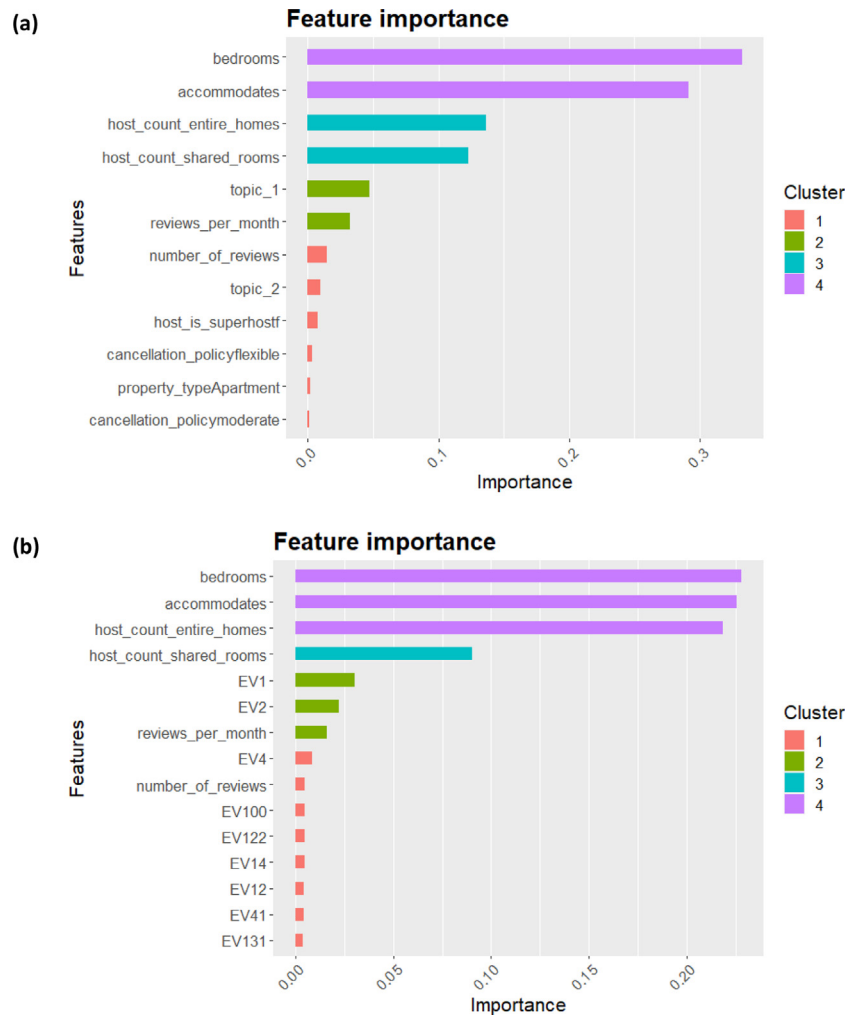 (a)
Feature importance
bedrooms
accommodates
host_count_entire_homes
host_count_shared_rooms
topic_1
reviews_per_month
number_of_reviews
topic_2
host_is_superhostf
cancellation_policyflexible
property_typeApartment
cancellation_policymoderate
Features
0.0
0.1
0.2
0.3
Importance
Cluster
1
2
3
4
(b)
Feature importance
bedrooms
accommodates
host_count_entire_homes
host_count_shared_rooms
EV1
EV2
reviews_per_month
EV4
number_of_reviews
EV100
EV122
EV14
EV12
EV41
EV131
Features
0.00
0.05
0.10
0.15
0.20
Importance
Cluster
1
2
3
4